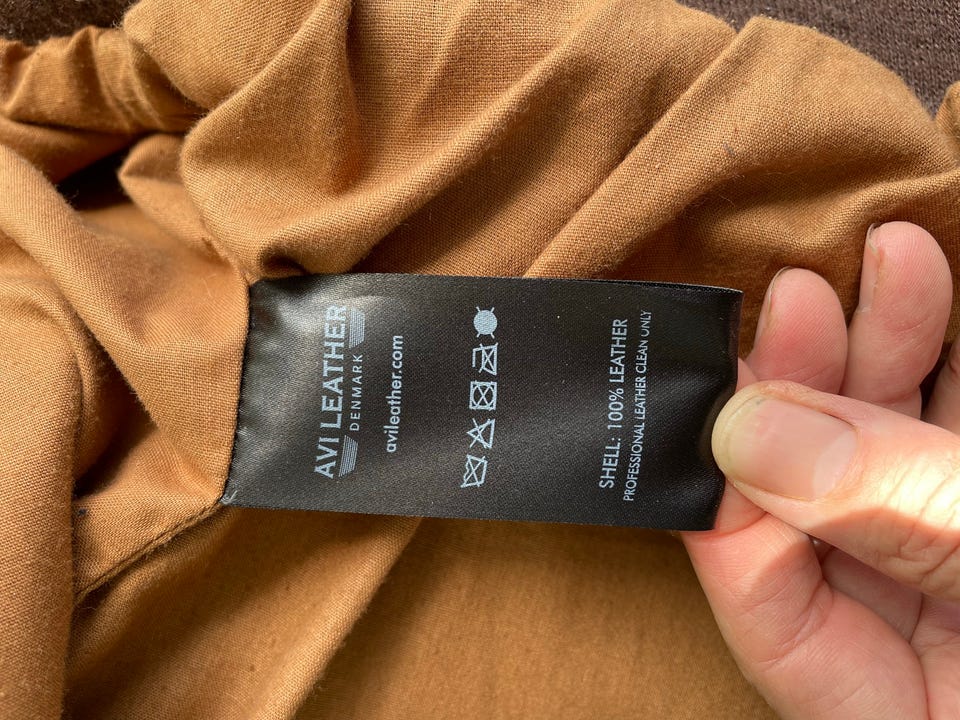 AVI LEATHER
DENMARK
avileather.com
SHELL: 100% LEATHER
PROFESSIONAL LEATHER CLEAN ONLY